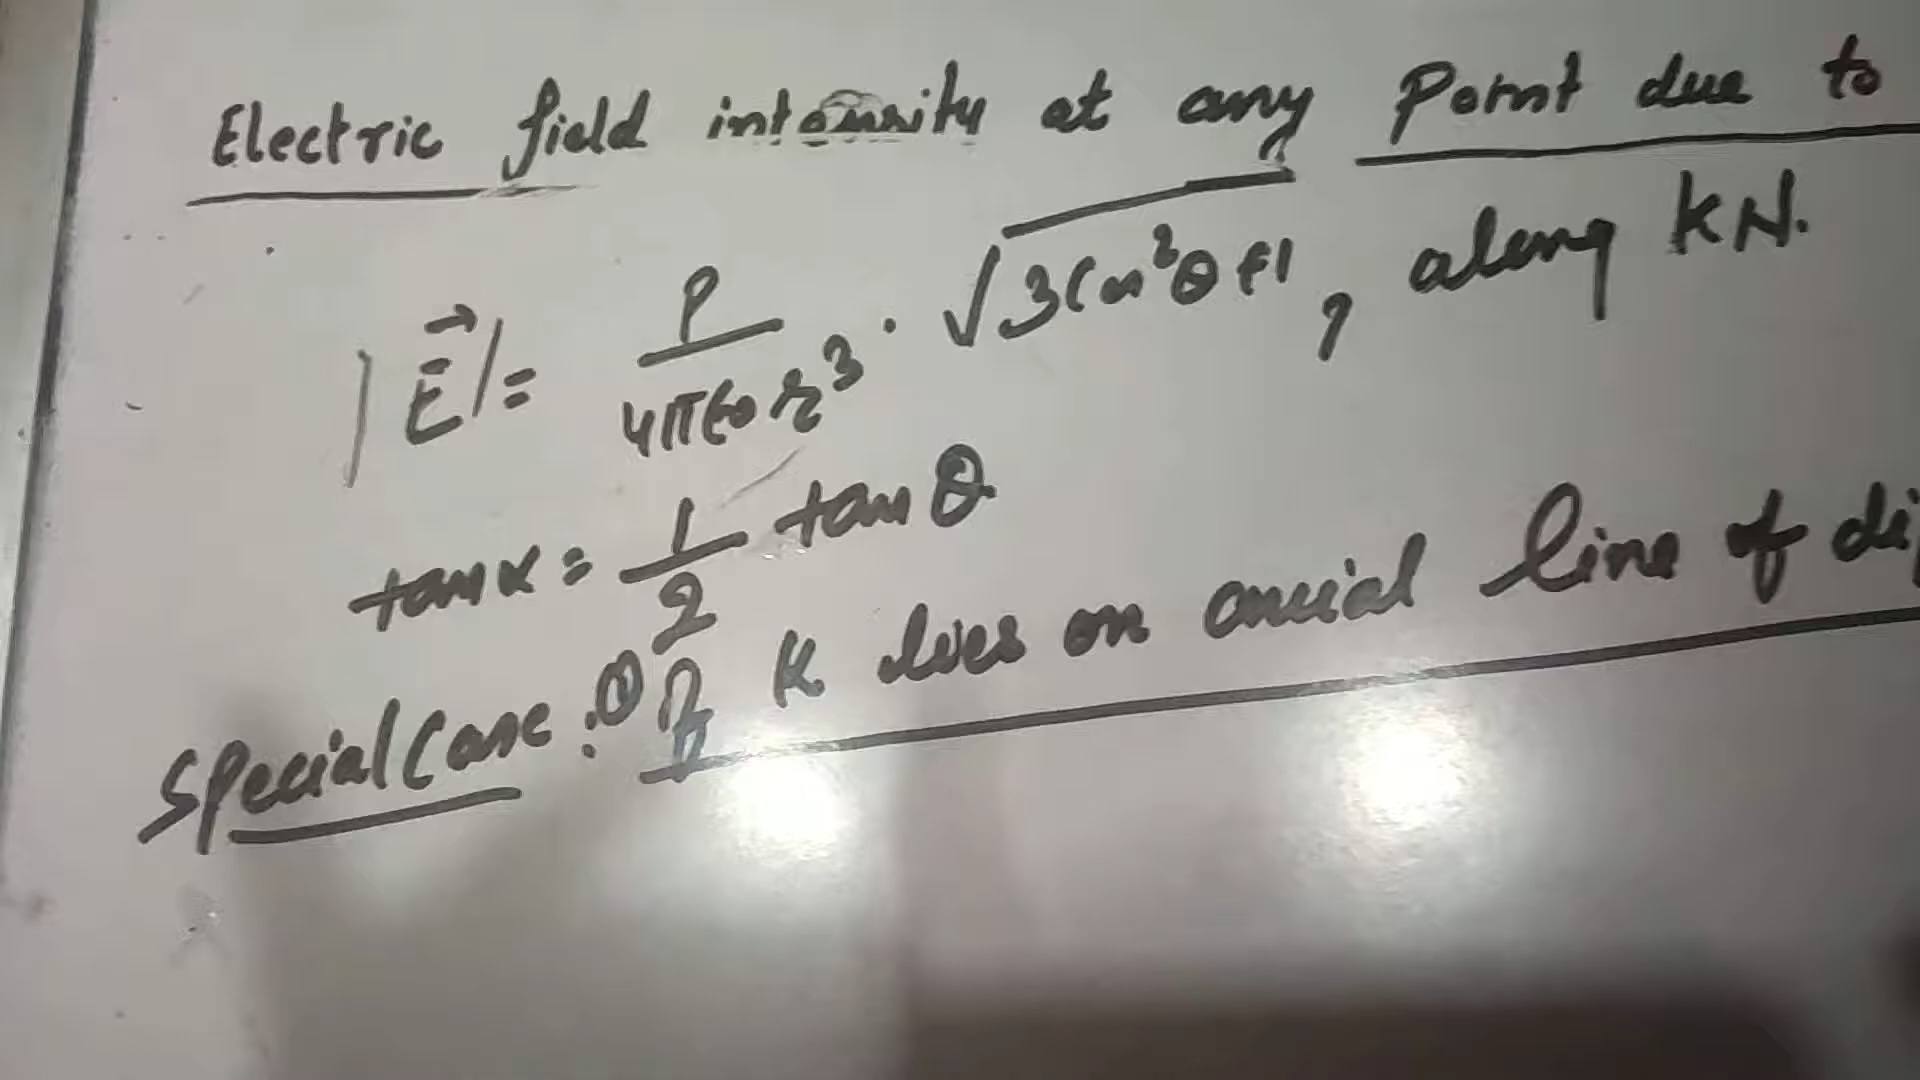 Electric field intensity at any Point due to
|E⃗| = P/4πε₀r³ . √3Cos²θ+1, along KN.
tanα = 1/2 tanθ
Special Case: ① If K lies on axial line of dip